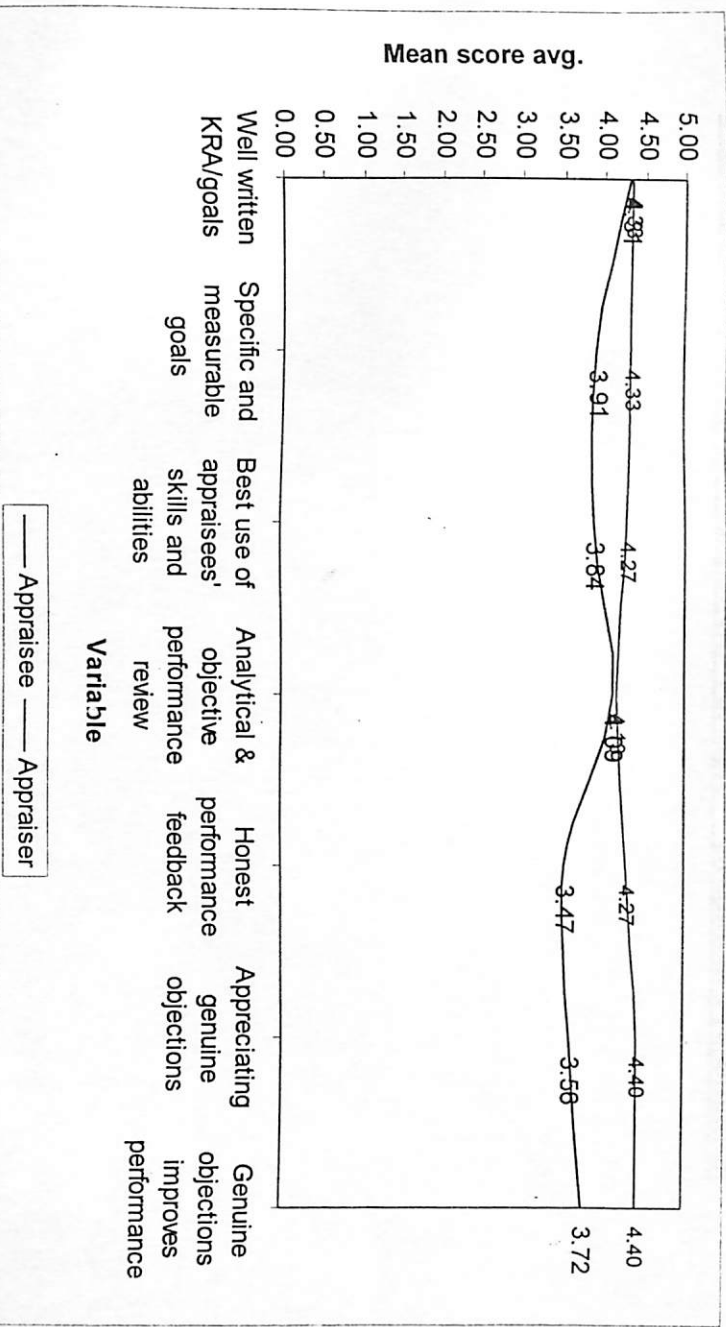 Mean score avg.
5.00
4.50
4.00
3.50
3.00
2.50
2.00
1.50
1.00
0.50
0.00
4.33
4.33
4.27
4.27
4.40
4.40
3.91
3.84
3.47
3.72
Well written
KRA/goals
Specific and
measurable
goals
Best use of
appraisees'
skills and
abilities
Analytical &
objective
performance
review
Honest
performance
feedback
Appreciating
genuine
objections
Genuine
objections
improves
performance
Variable
Appraisee Appraiser